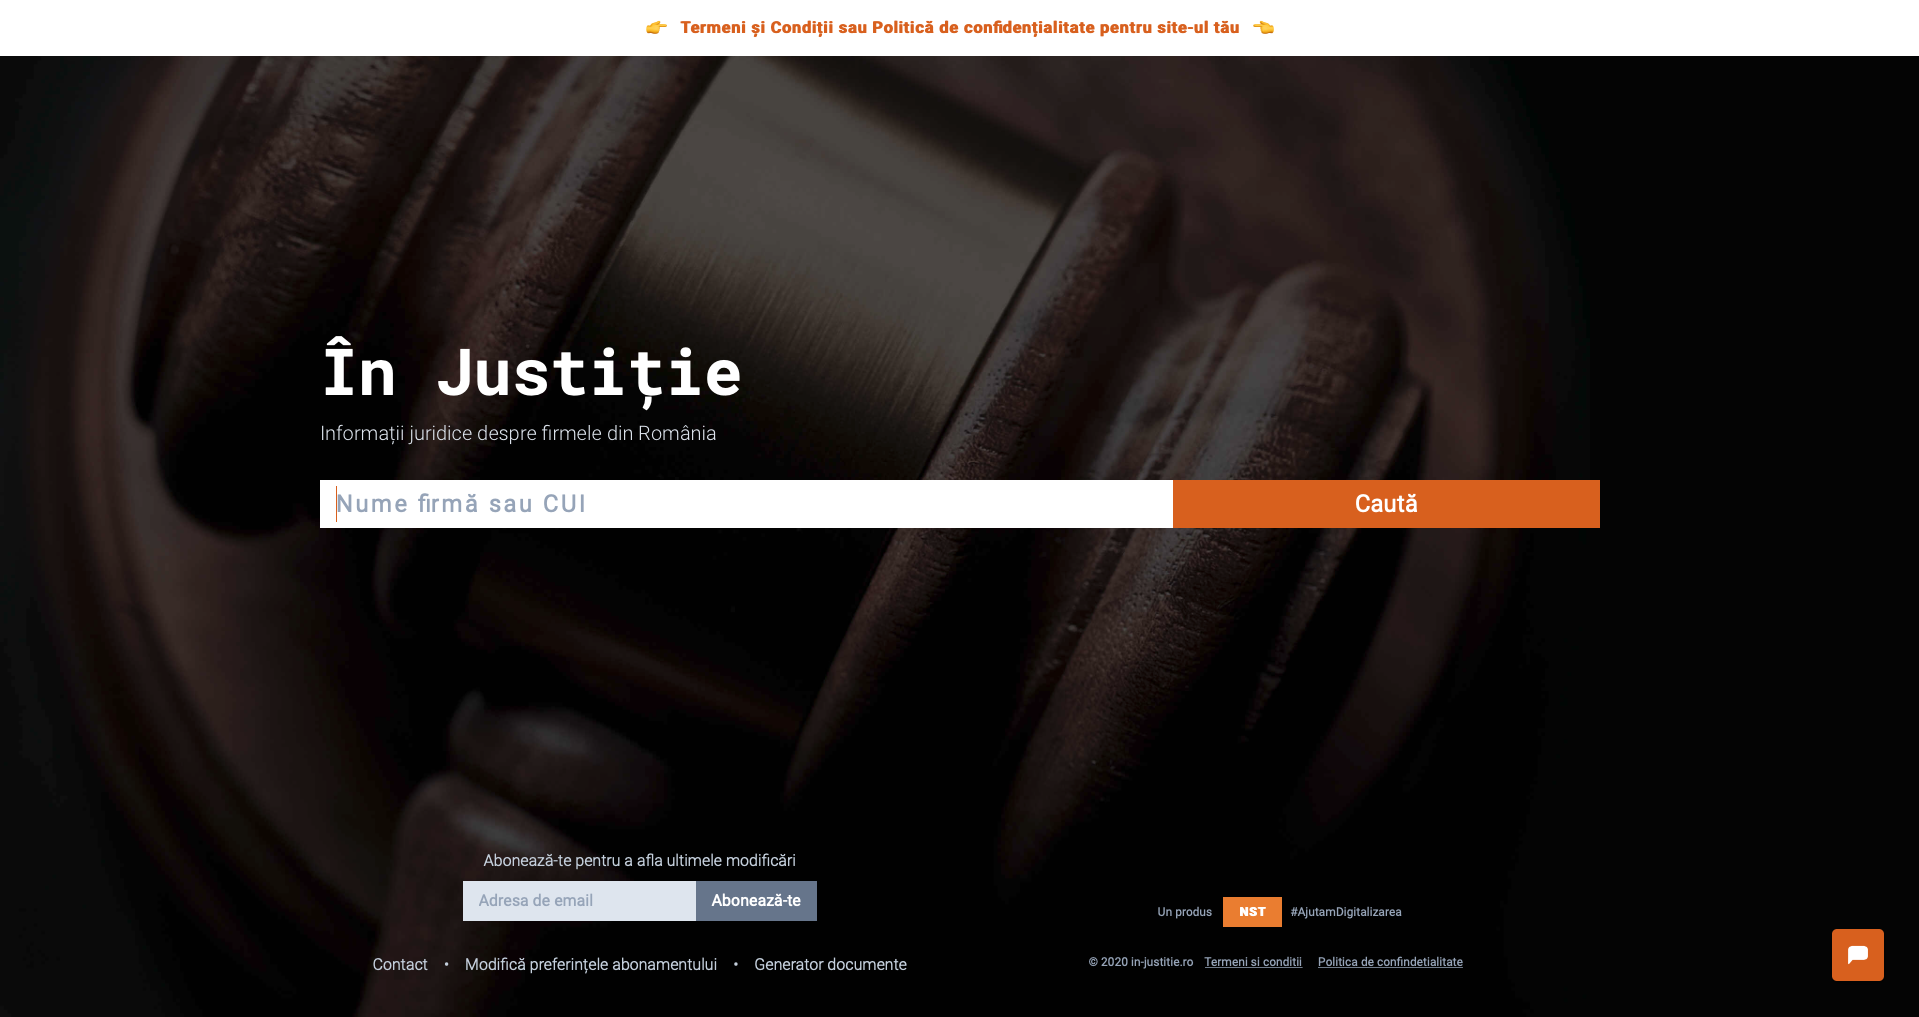 👉 Termeni și Condiții sau Politică de confidențialitate pentru site-ul tău 👈
În Justiție
Informații juridice despre firmele din România
Nume firmă sau CUI
Caută
Abonează-te pentru a afla ultimele modificări
Adresa de email
Abonează-te
Contact • Modifică preferințele abonamentului • Generator documente
Un produs NST #AjutamDigitalizarea
© 2020 in-justitie.ro Termeni si conditii Politica de confindetialitate